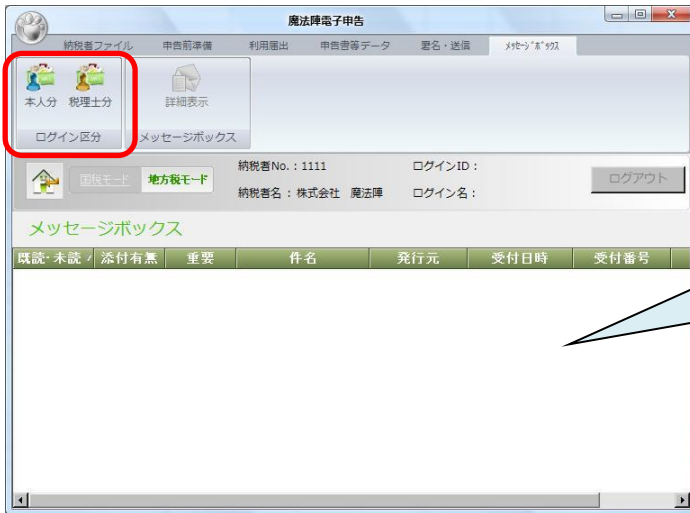 魔法陣電子申告
納税者ファイル 申告前準備 利用届出 申告書等データ 署名・送信 ﾒｯｾｰｼﾞﾎﾞｯｸｽ
本人分 税理士分 詳細表示
ログイン区分 メッセージボックス
国税モード 地方税モード
納税者No.：1111 ログインID：
納税者名：株式会社 魔法陣 ログイン名：
ログアウト
メッセージボックス
既読・未読 添付有無 重要 件名 発行元 受付日時 受付番号